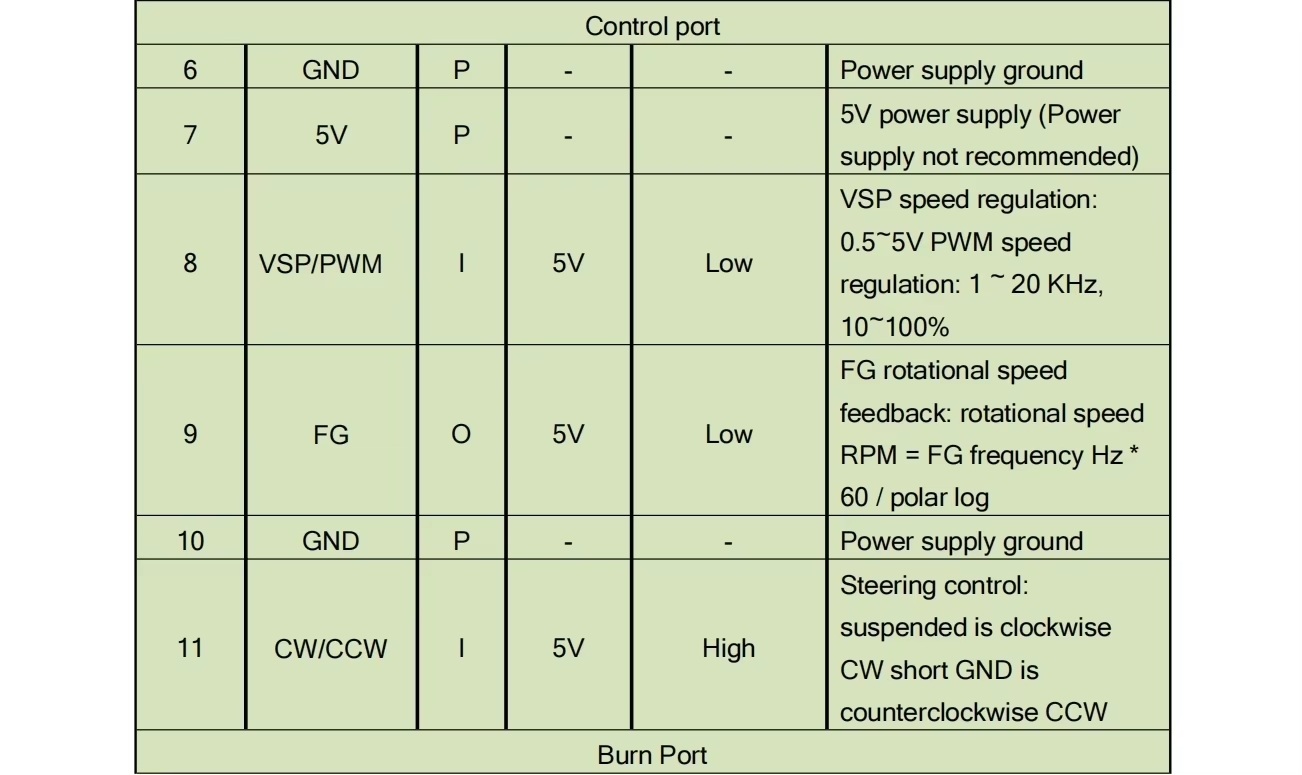 Control port
6 GND P - - Power supply ground
7 5V P - - 5V power supply (Power
supply not recommended)
8 VSP/PWM I 5V Low VSP speed regulation:
0.5~5V PWM speed
regulation: 1 ~ 20 KHz,
10~100%
9 FG O 5V Low FG rotational speed
feedback: rotational speed
RPM = FG frequency Hz *
60 / polar log
10 GND P - - Power supply ground
11 CW/CCW I 5V High Steering control:
suspended is clockwise
CW short GND is
counterclockwise CCW
Burn Port